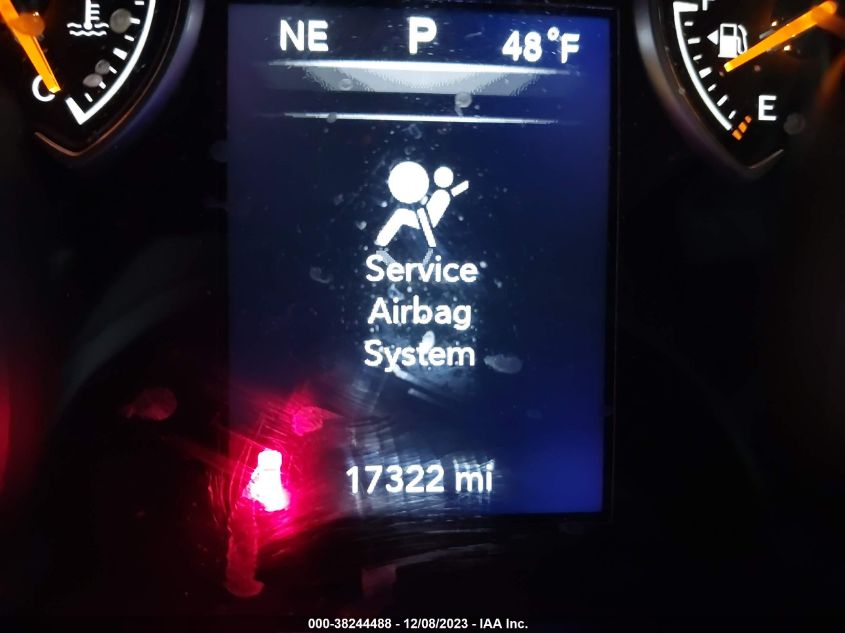 NE P 48°F
C
E
Service
Airbag
System
17322 mi
000-38244488 - 12/08/2023 - IAA Inc.